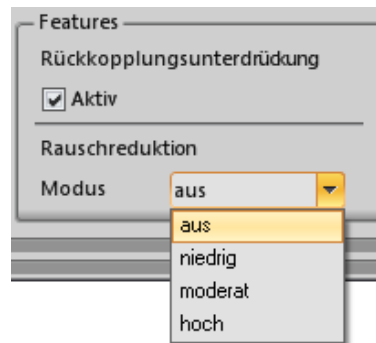 Features
Rückkopplungsunterdrückung
Aktiv
Rauschreduktion
Modus aus
aus
niedrig
moderat
hoch